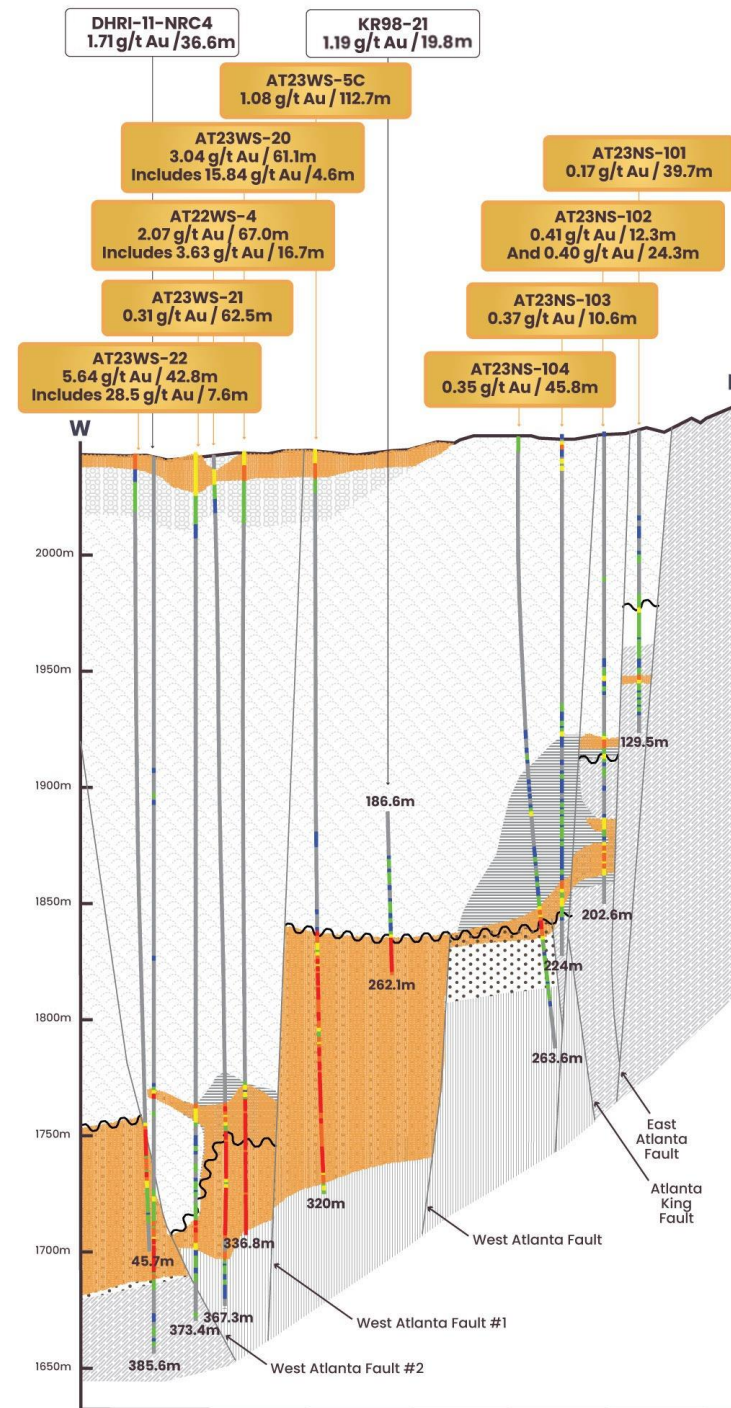 DHRI-11-NRC4
1.71 g/t Au / 36.6m
KR98-21
1.19 g/t Au / 19.8m
AT23WS-5C
1.08 g/t Au / 112.7m
AT23WS-20
3.04 g/t Au / 61.1m
Includes 15.84 g/t Au / 4.6m
AT23NS-101
0.17 g/t Au / 39.7m
AT22WS-4
2.07 g/t Au / 67.0m
Includes 3.63 g/t Au / 16.7m
AT23NS-102
0.41 g/t Au / 12.3m
And 0.40 g/t Au / 24.3m
AT23WS-21
0.31 g/t Au / 62.5m
AT23NS-103
0.37 g/t Au / 10.6m
AT23WS-22
5.64 g/t Au / 42.8m
Includes 28.5 g/t Au / 7.6m
AT23NS-104
0.35 g/t Au / 45.8m
W
2000m
1950m
129.5m
1900m
186.6m
1850m
202.6m
224m
262.1m
1800m
263.6m
East
Atlanta
Fault
1750m
Atlanta
King
Fault
320m
West Atlanta Fault
336.8m
1700m
45.7m
367.3m
West Atlanta Fault #1
373.4m
385.6m
1650m
West Atlanta Fault #2